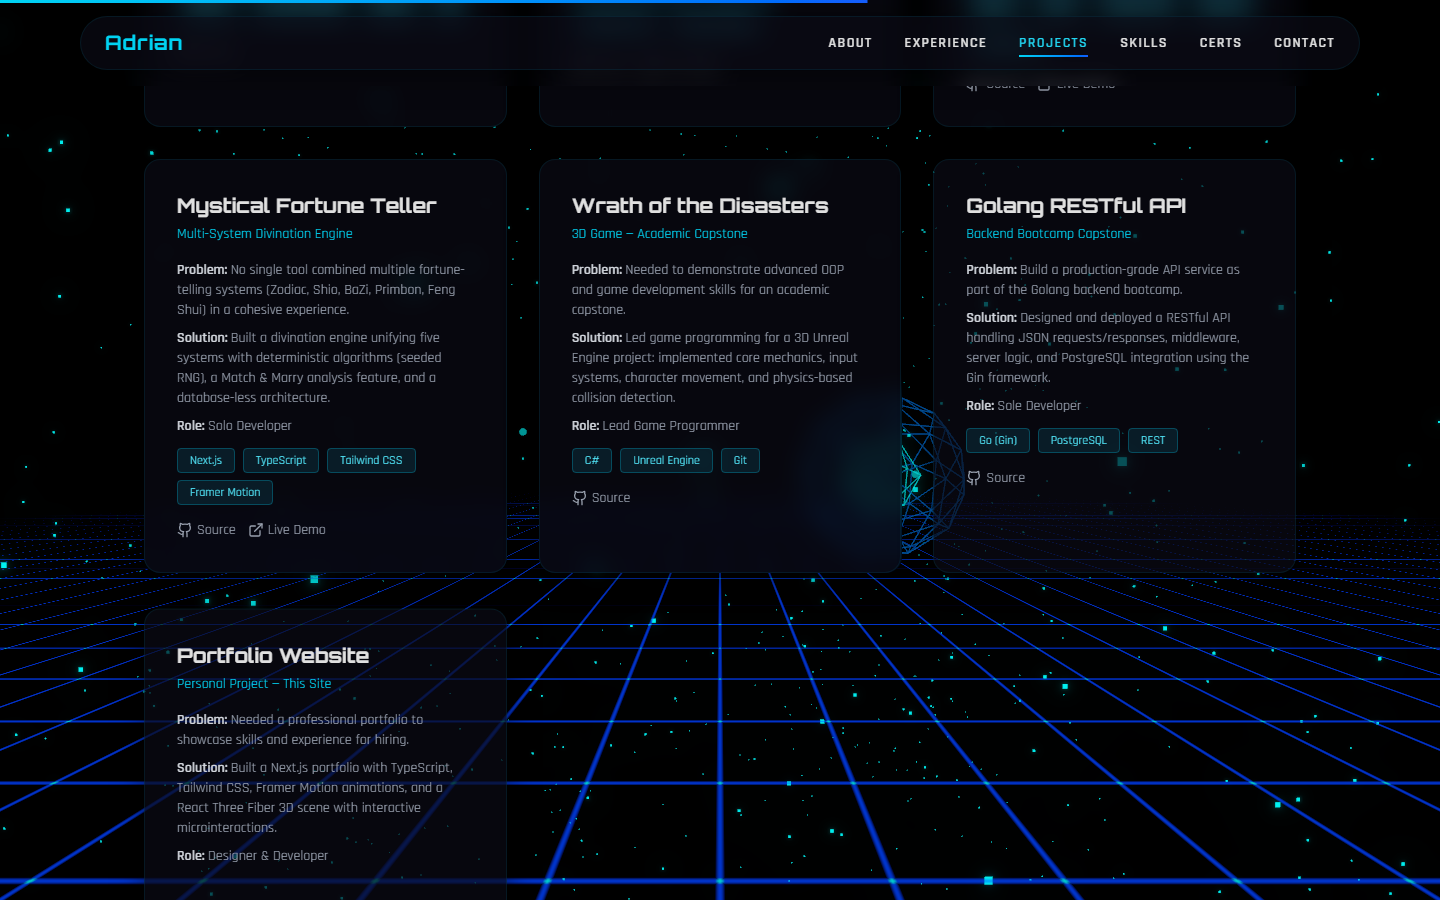 Adrian
ABOUT EXPERIENCE PROJECTS SKILLS CERTS CONTACT
Source Live Demo
Mystical Fortune Teller
Multi-System Divination Engine
Problem: No single tool combined multiple fortune-
telling systems (Zodiac, Shio, BaZi, Primbon, Feng
Shui) in a cohesive experience.
Solution: Built a divination engine unifying five
systems with deterministic algorithms (seeded
RNG), a Match & Marry analysis feature, and a
database-less architecture.
Role: Solo Developer
Next.js TypeScript Tailwind CSS
Framer Motion
Source Live Demo
Wrath of the Disasters
3D Game — Academic Capstone
Problem: Needed to demonstrate advanced OOP
and game development skills for an academic
capstone.
Solution: Led game programming for a 3D Unreal
Engine project: implemented core mechanics, input
systems, character movement, and physics-based
collision detection.
Role: Lead Game Programmer
C# Unreal Engine Git
Source
Golang RESTful API
Backend Bootcamp Capstone
Problem: Build a production-grade API service as
part of the Golang backend bootcamp.
Solution: Designed and deployed a RESTful API
handling JSON requests/responses, middleware,
server logic, and PostgreSQL integration using the
Gin framework.
Role: Sole Developer
Go (Gin) PostgreSQL REST
Source
Portfolio Website
Personal Project — This Site
Problem: Needed a professional portfolio to
showcase skills and experience for hiring.
Solution: Built a Next.js portfolio with TypeScript,
Tailwind CSS, Framer Motion animations, and a
React Three Fiber 3D scene with interactive
microinteractions.
Role: Designer & Developer